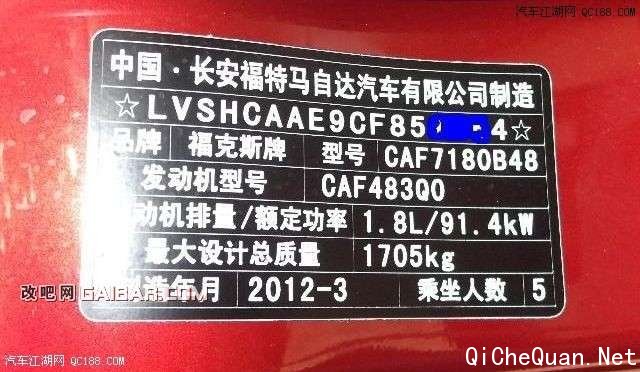 汽车江湖网 QC188.COM
中国·长安福特马自达汽车有限公司制造
☆LVSHCAAE9CF85 4☆
品牌 福克斯牌 型号 CAF7180B48
发动机型号 CAF483Q0
动机排量/额定功率 1.8L/91.4kW
最大设计总质量 1705kg
造年月 2012-3 乘坐人数 5
改吧网 GAIBAR.COM
汽车江湖网 QC188.COM
QiCheQuan.Net